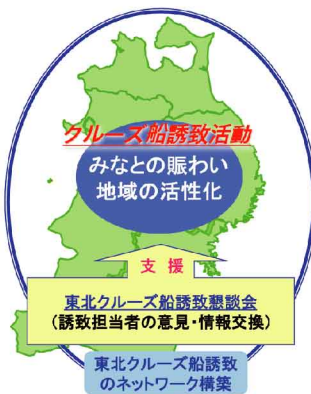 クルーズ船誘致活動
みなとの賑わい
地域の活性化
支援
東北クルーズ船誘致懇談会
(誘致担当者の意見・情報交換)
東北クルーズ船誘致
のネットワーク構築